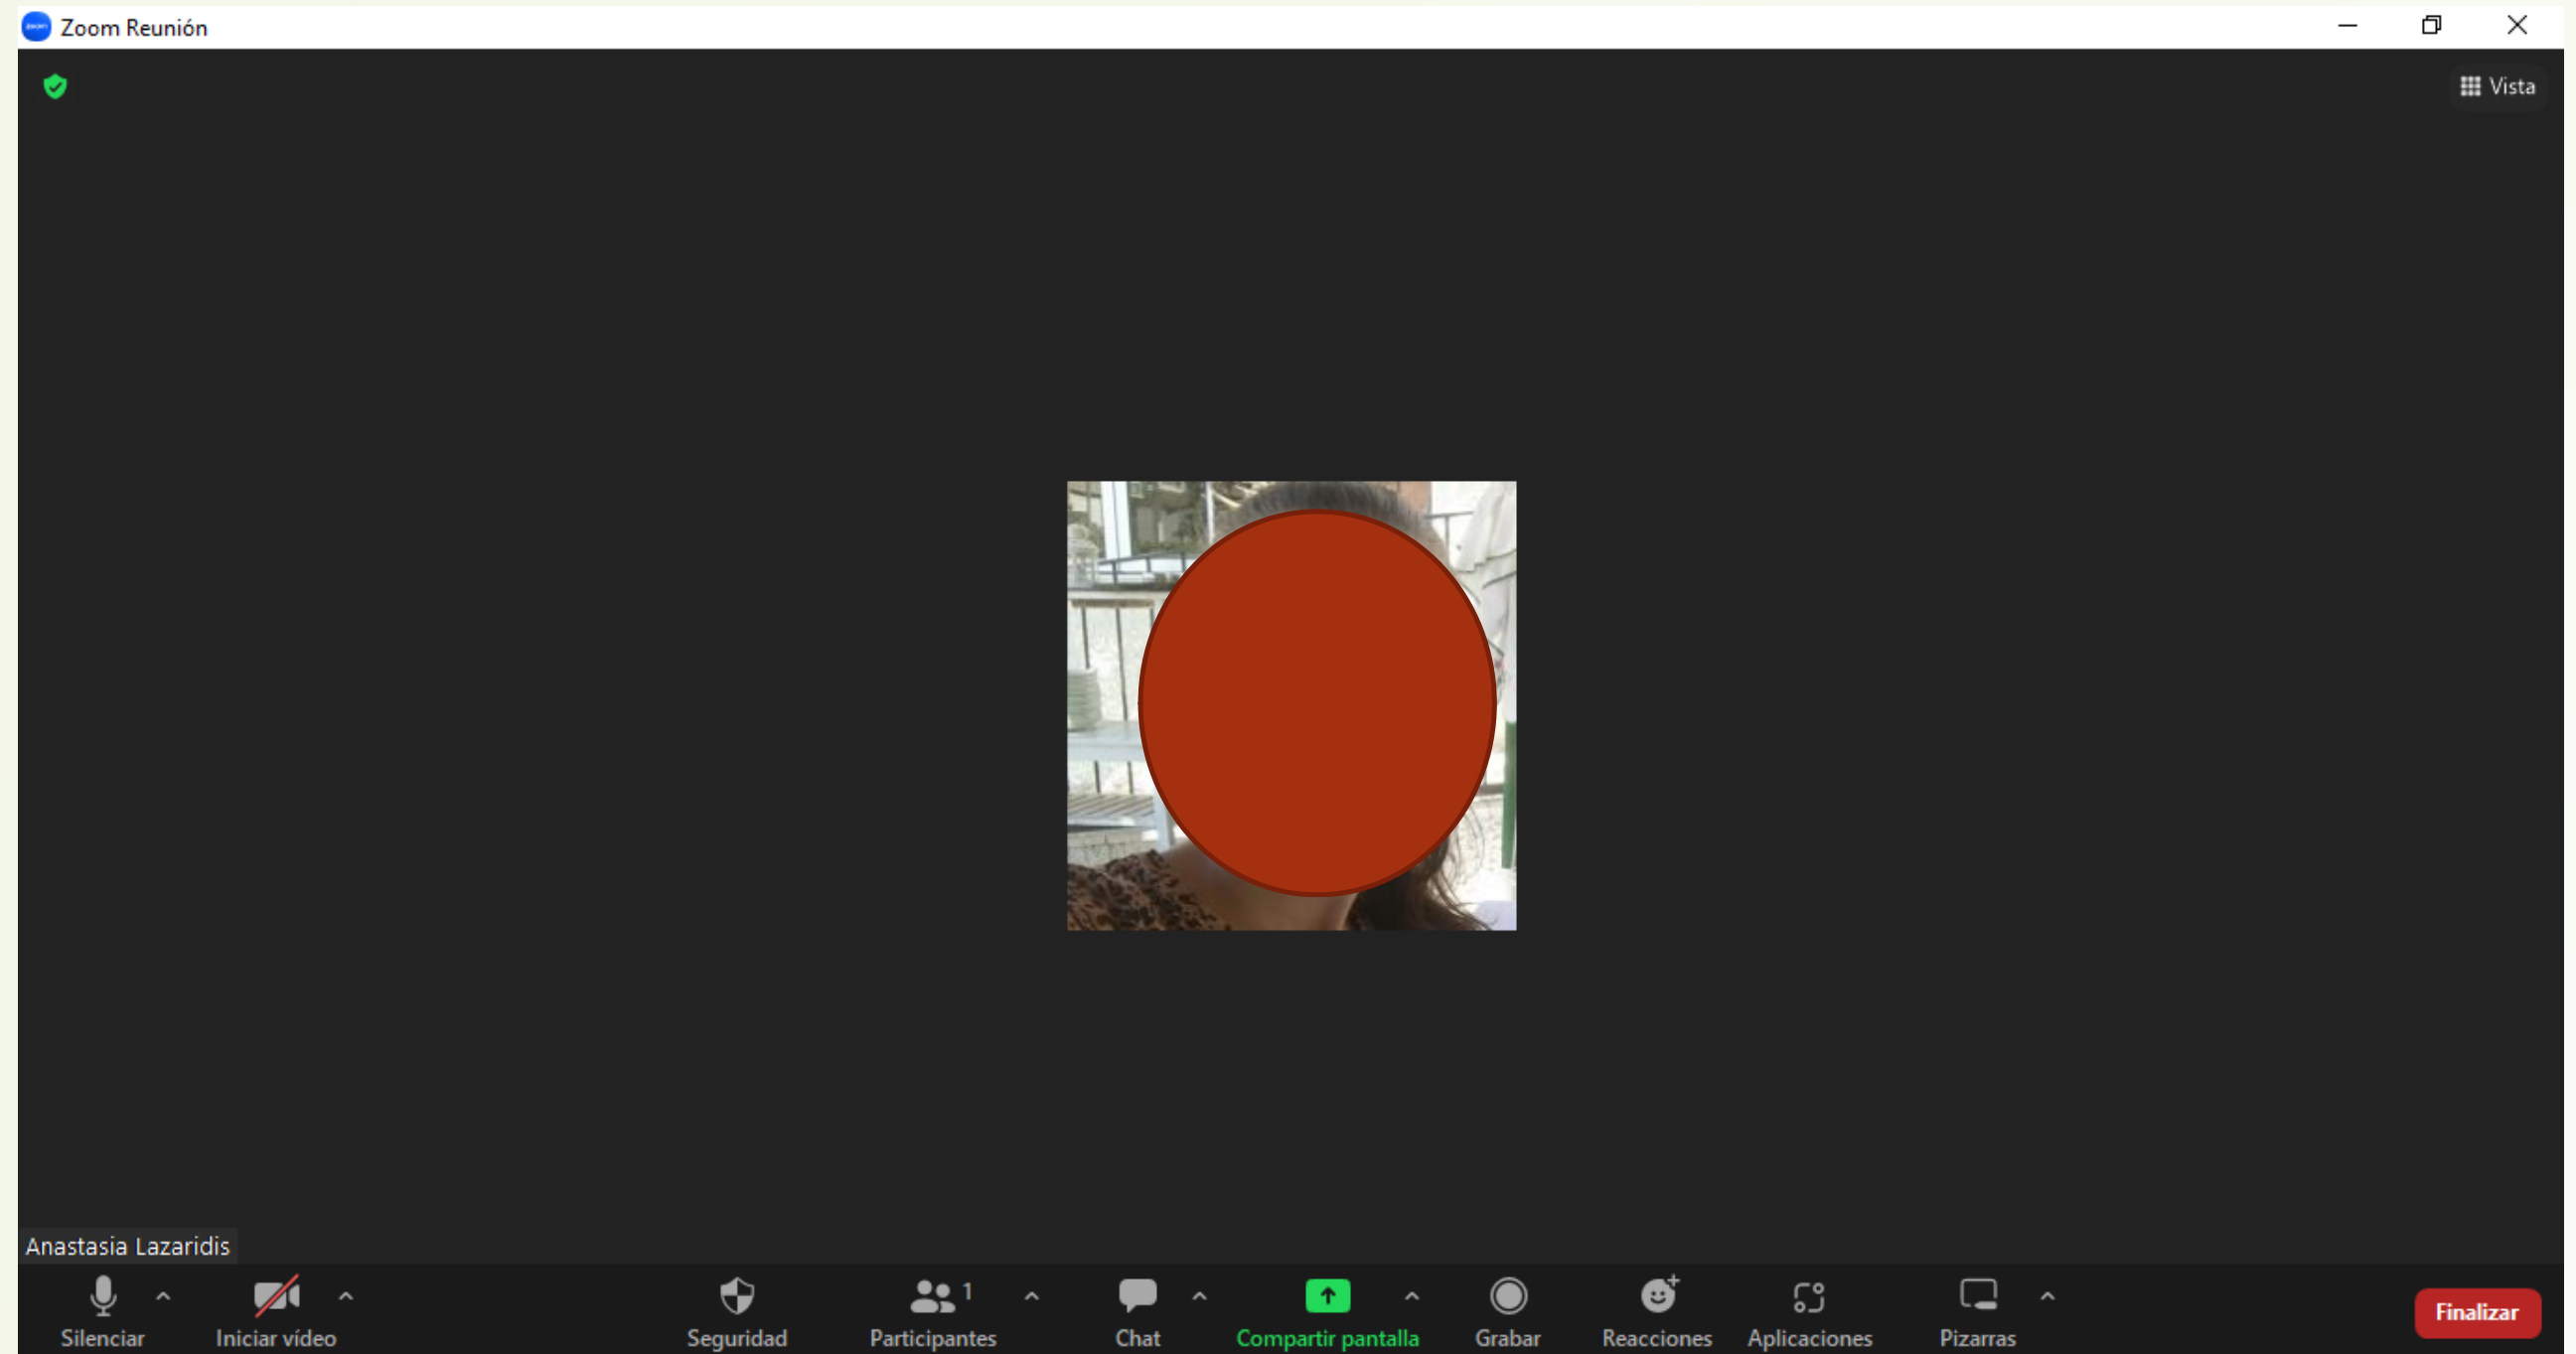 Zoom Reunión
Vista
Anastasia Lazaridis
1
Silenciar
Iniciar vídeo
Seguridad
Participantes
Chat
Compartir pantalla
Grabar
Reacciones
Aplicaciones
Pizarras
Finalizar